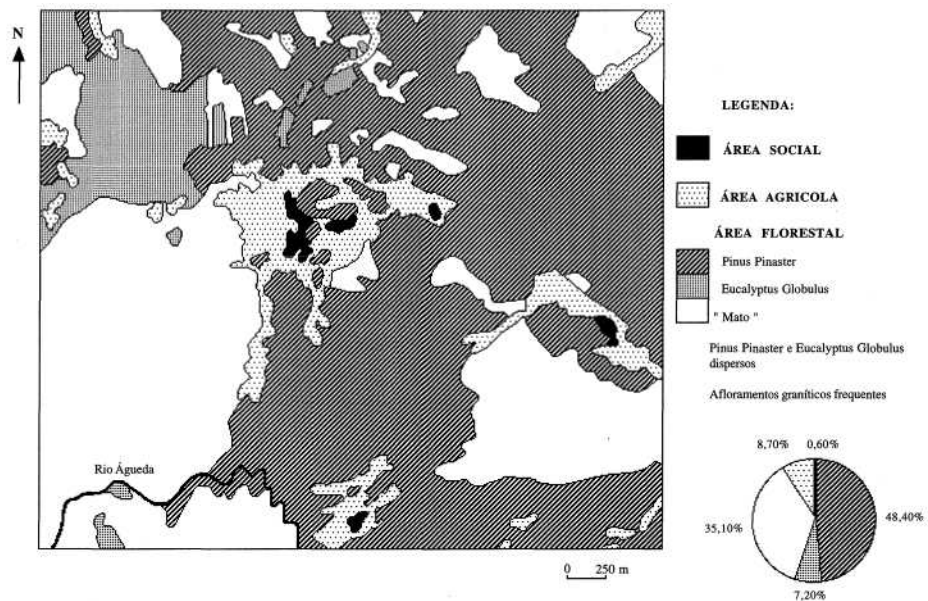 N
LEGENDA:
ÁREA SOCIAL
ÁREA AGRICOLA
ÁREA FLORESTAL
Pinus Pinaster
Eucalyptus Globulus
" Mato "
Pinus Pinaster e Eucalyptus Globulus
dispersos
Afloramentos graníticos frequentes
Rio Águeda
0 250 m
8,70% 0,60%
48,40%
35,10%
7,20%